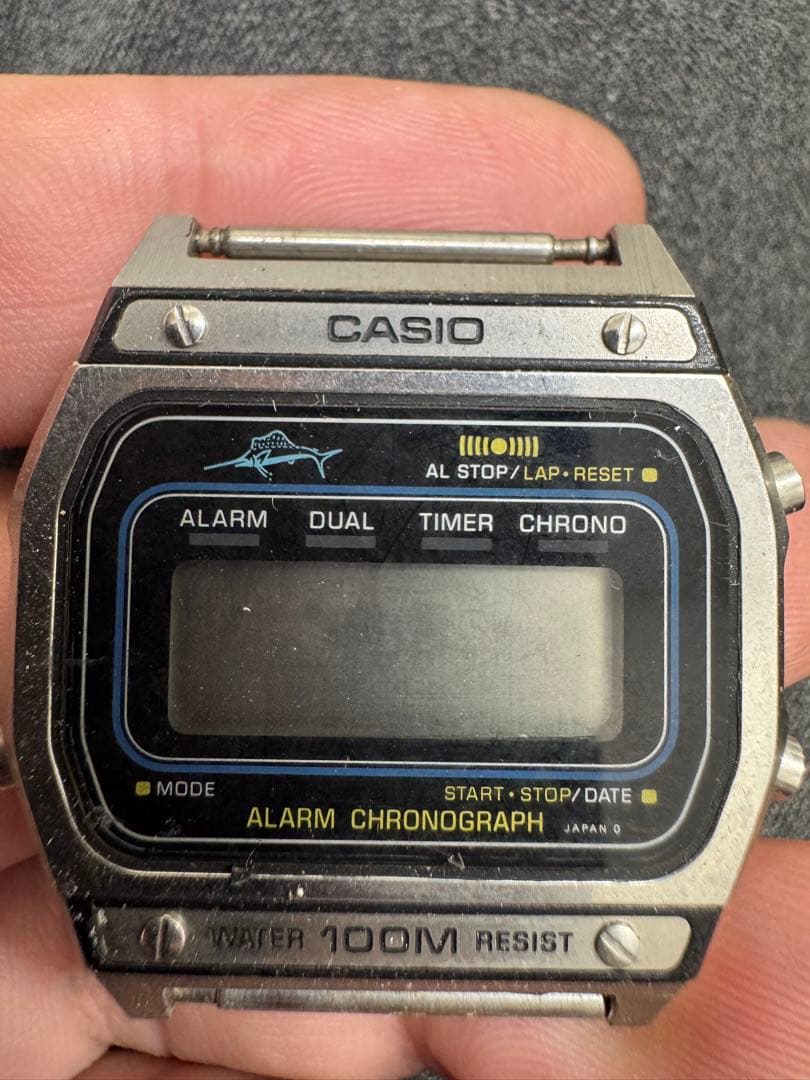 CASIO
AL STOP/LAP•RESET
ALARM DUAL TIMER CHRONO
MODE
START•STOP/DATE
ALARM CHRONOGRAPH
JAPAN O
WATER 100M RESIST